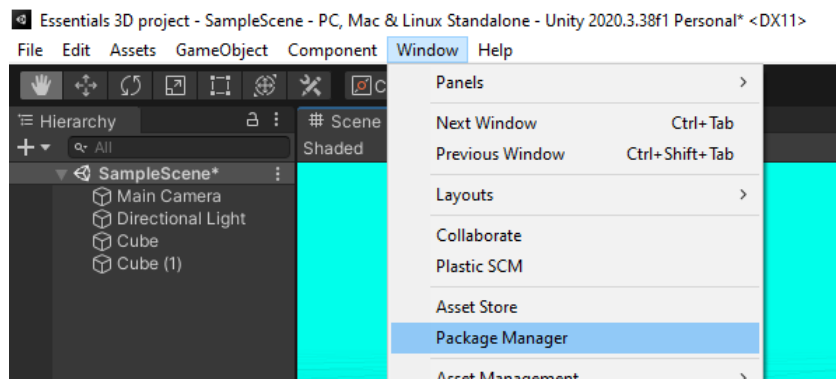 Essentials 3D project - SampleScene - PC, Mac & Linux Standalone - Unity 2020.3.38f1 Personal* <DX11>
File Edit Assets GameObject Component Window Help
C
Panels
Hierarchy
# Scene
Next Window Ctrl+Tab
All
Shaded
Previous Window Ctrl+Shift+Tab
SampleScene*
Main Camera
Layouts
Directional Light
Cube
Collaborate
Cube (1)
Plastic SCM
Asset Store
Package Manager
Asset Management